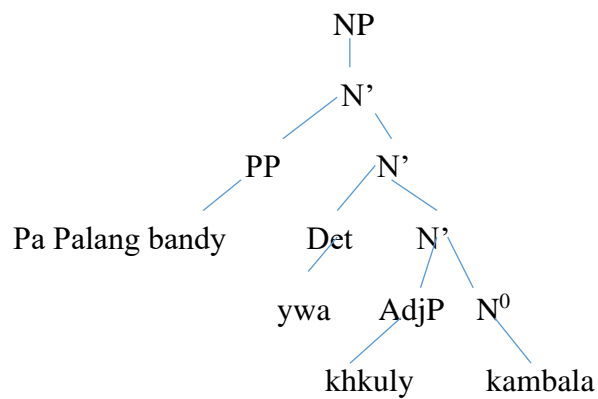 NP
N’
PP N’
Pa Palang bandy Det N’
ywa AdjP N⁰
khkuly kambala